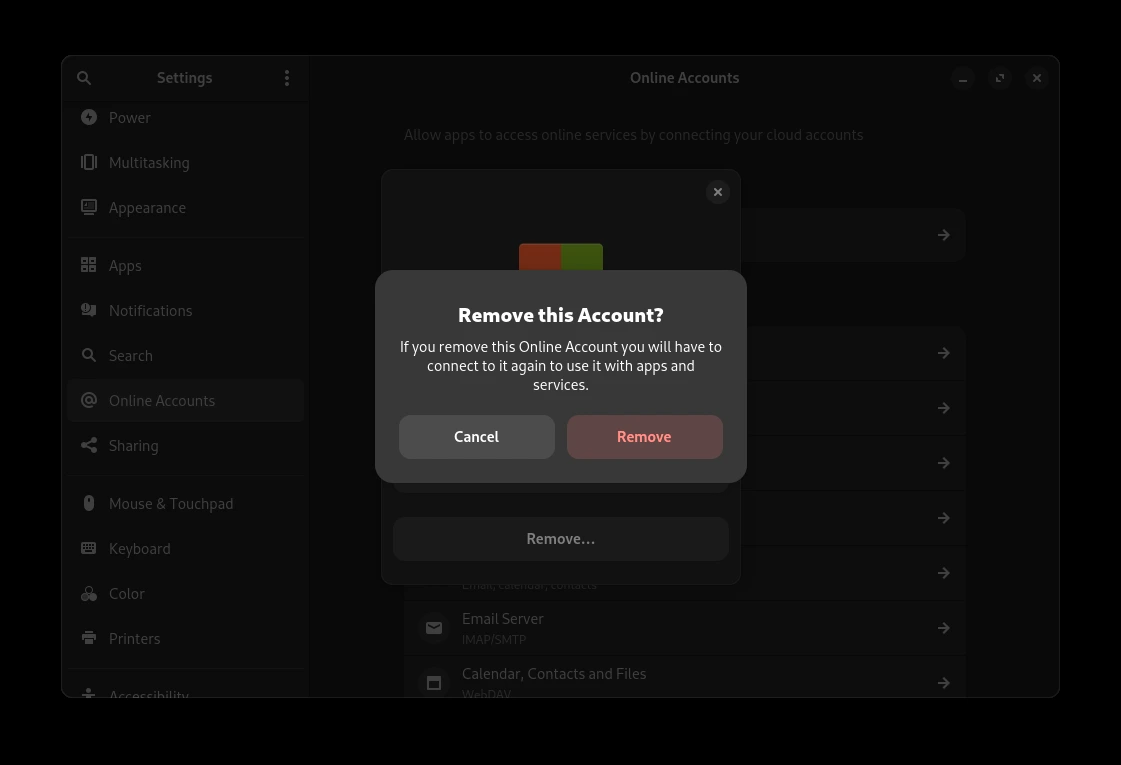 Settings
Online Accounts
Power
Multitasking
Appearance
Apps
Notifications
Search
Online Accounts
Sharing
Mouse & Touchpad
Keyboard
Color
Printers
Accessibility
Allow apps to access online services by connecting your cloud accounts
Remove this Account?
If you remove this Online Account you will have to
connect to it again to use it with apps and
services.
Cancel
Remove
Remove...
Email, calendar, contacts
Email Server
IMAP/SMTP
Calendar, Contacts and Files
WebDAV